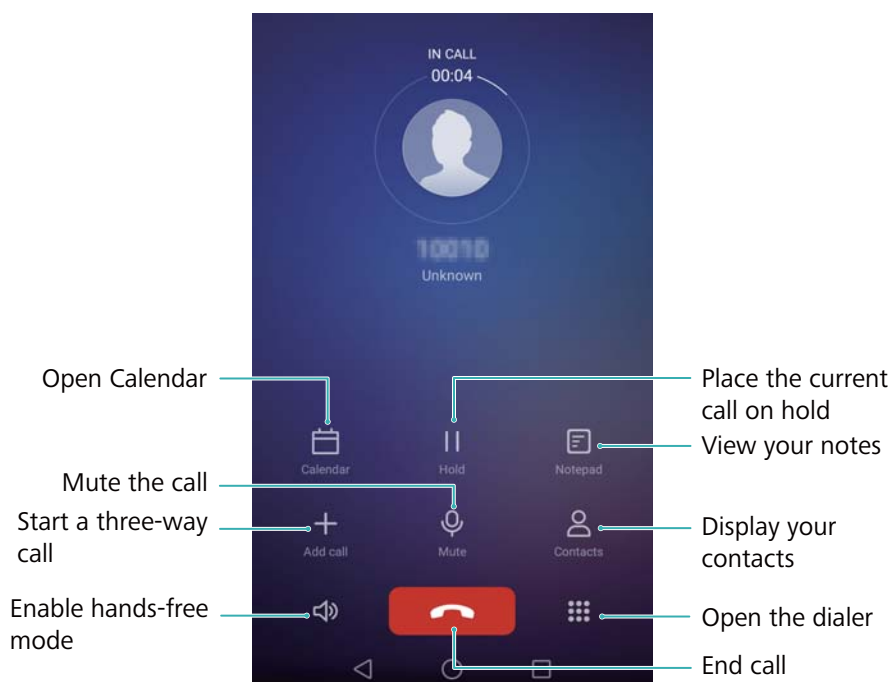 IN CALL
00:04
10010
Unknown
Open Calendar
Place the current
call on hold
View your notes
Calendar
Hold
Notepad
Mute the call
Start a three-way
call
Display your
contacts
Add call
Mute
Contacts
Enable hands-free
mode
Open the dialer
End call